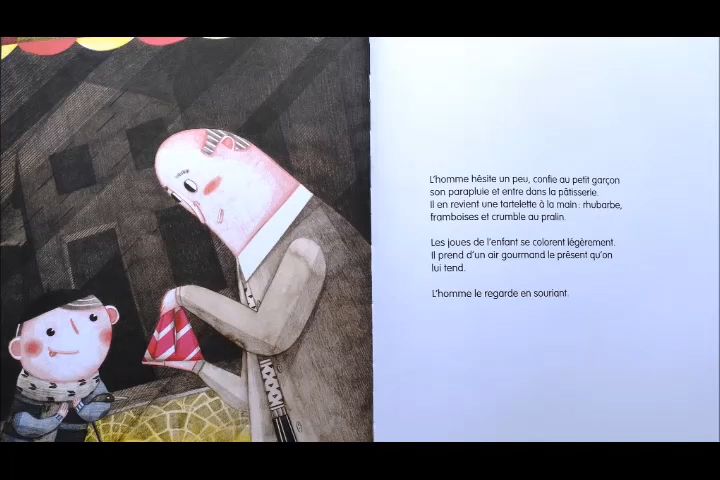 L'homme hésite un peu, confie au petit garçon
son parapluie et entre dans la pâtisserie.
Il en revient une tartelette à la main : rhubarbe,
framboises et crumble au pralin.
Les joues de l'enfant se colorent légèrement.
Il prend d'un air gourmand le présent qu'on
lui tend.
L'homme le regarde en souriant.